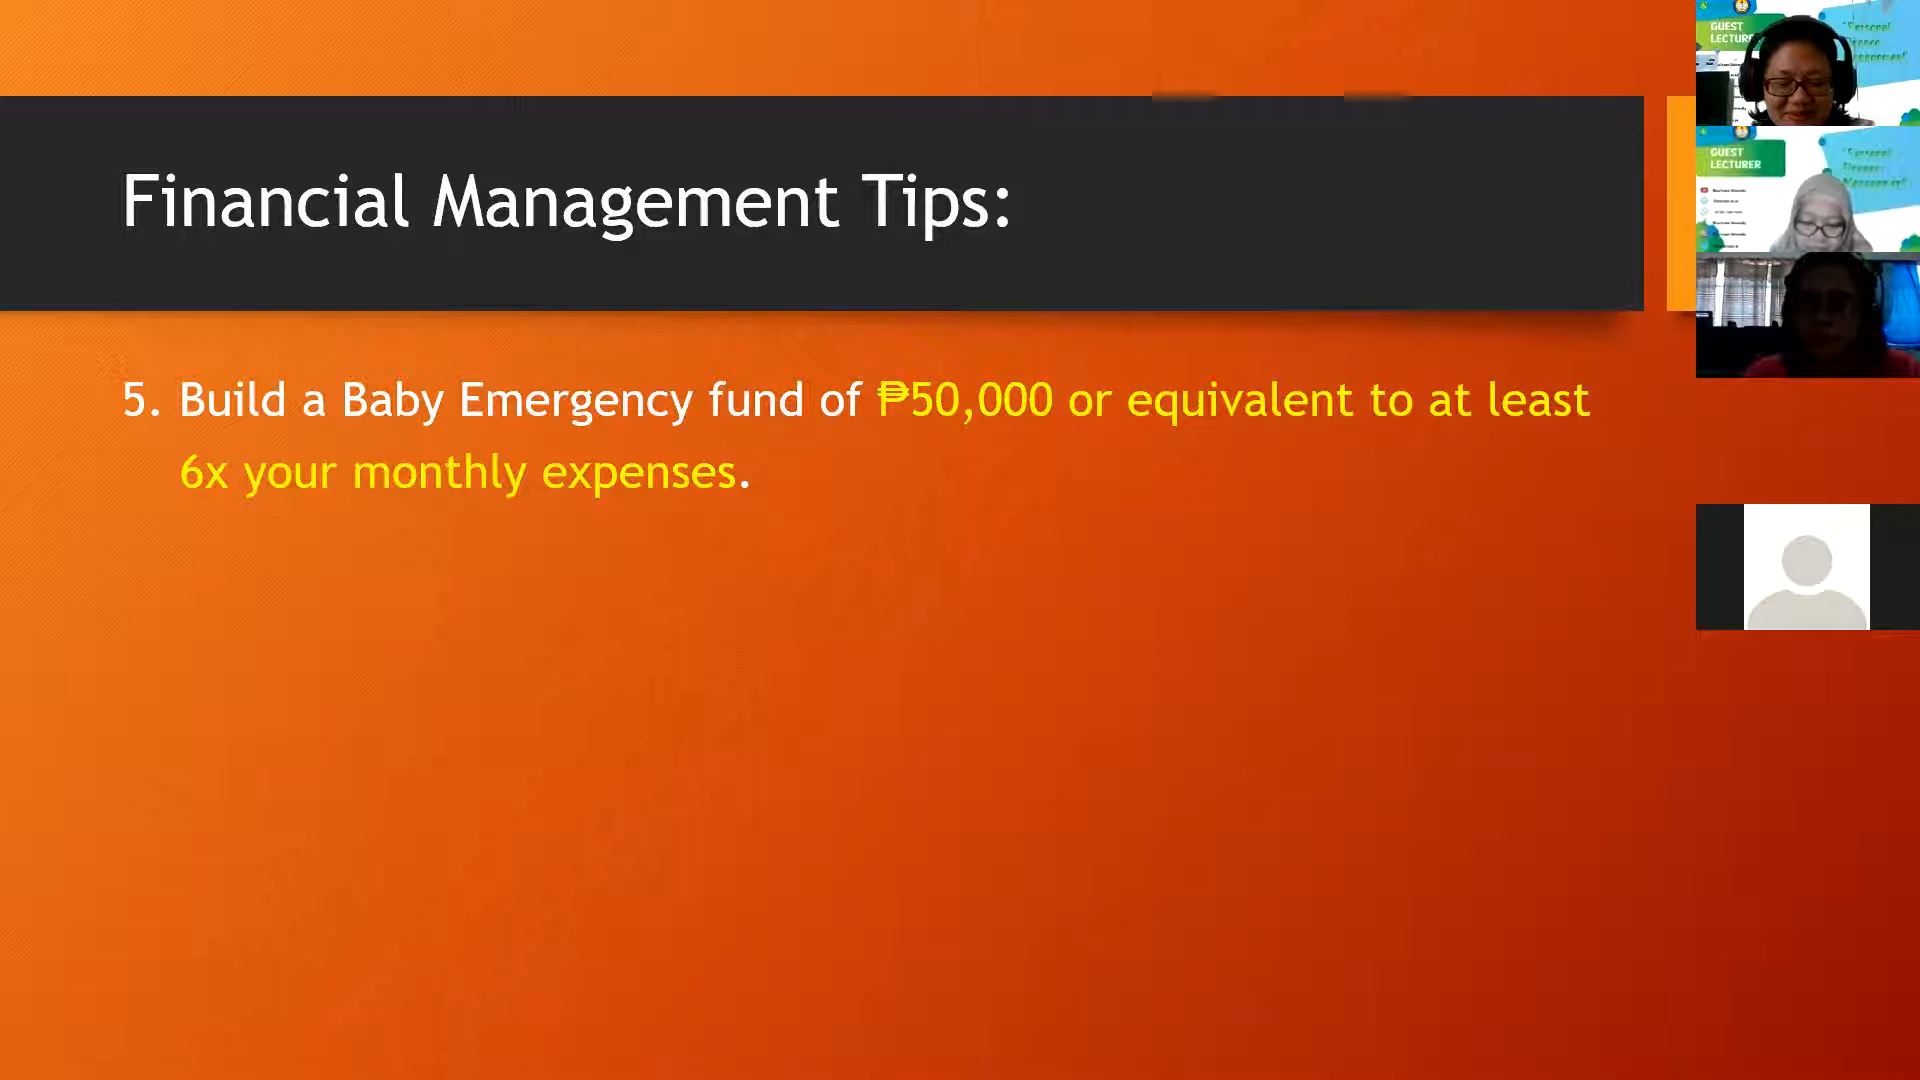 Financial Management Tips:
5. Build a Baby Emergency fund of ₱50,000 or equivalent to at least
6x your monthly expenses.
GUEST
GUEST
LECTURER